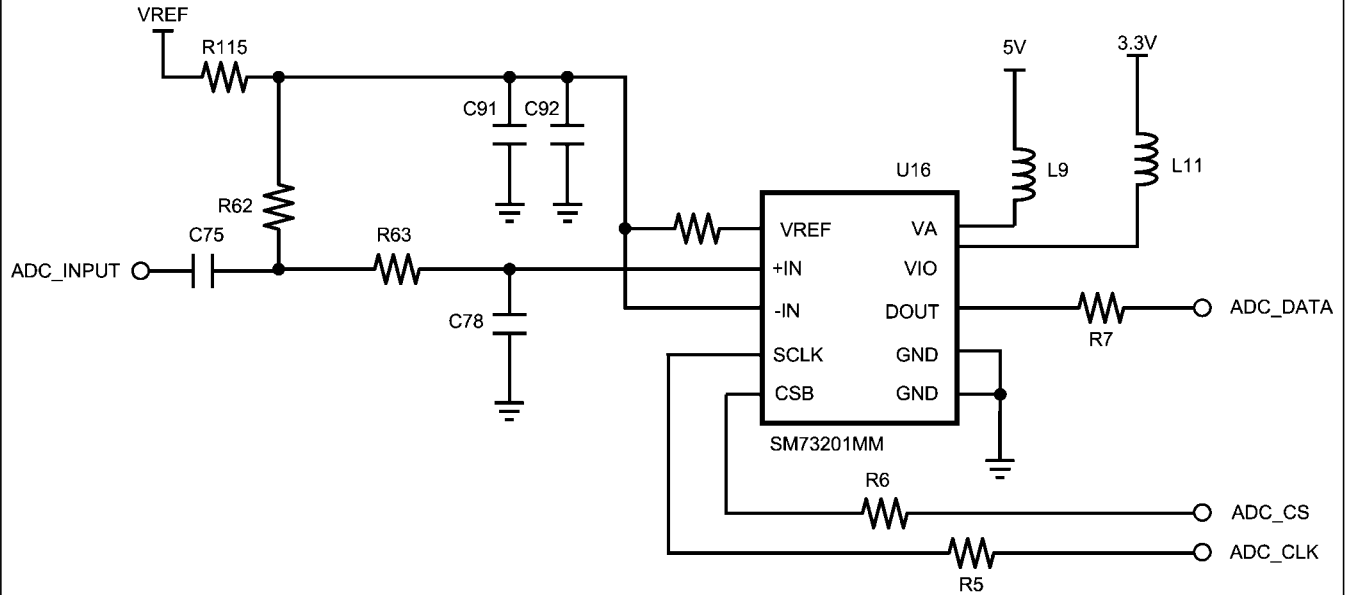 VREF
R115
5V
3.3V
C91
C92
L9
L11
U16
R62
C75
R63
VREF
VA
ADC_INPUT
+IN
VIO
C78
-IN
DOUT
R7
ADC_DATA
SCLK
GND
CSB
GND
SM73201MM
R6
ADC_CS
R5
ADC_CLK